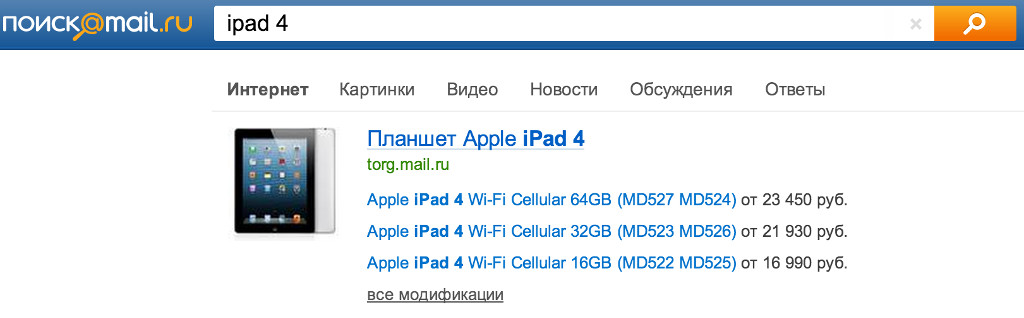 поиск@mail.ru
ipad 4
Интернет Картинки Видео Новости Обсуждения Ответы
Планшет Apple iPad 4
torg.mail.ru
Apple iPad 4 Wi-Fi Cellular 64GB (MD527 MD524) от 23 450 руб.
Apple iPad 4 Wi-Fi Cellular 32GB (MD523 MD526) от 21 930 руб.
Apple iPad 4 Wi-Fi Cellular 16GB (MD522 MD525) от 16 990 руб.
все модификации